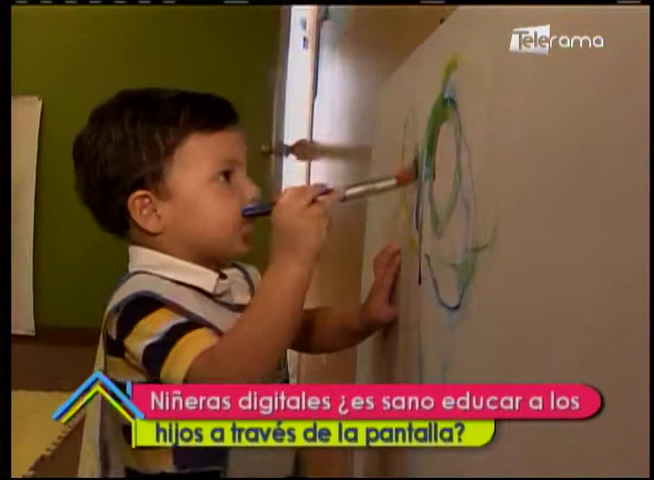 Telerama
Niñeras digitales ¿es sano educar a los
hijos a través de la pantalla?